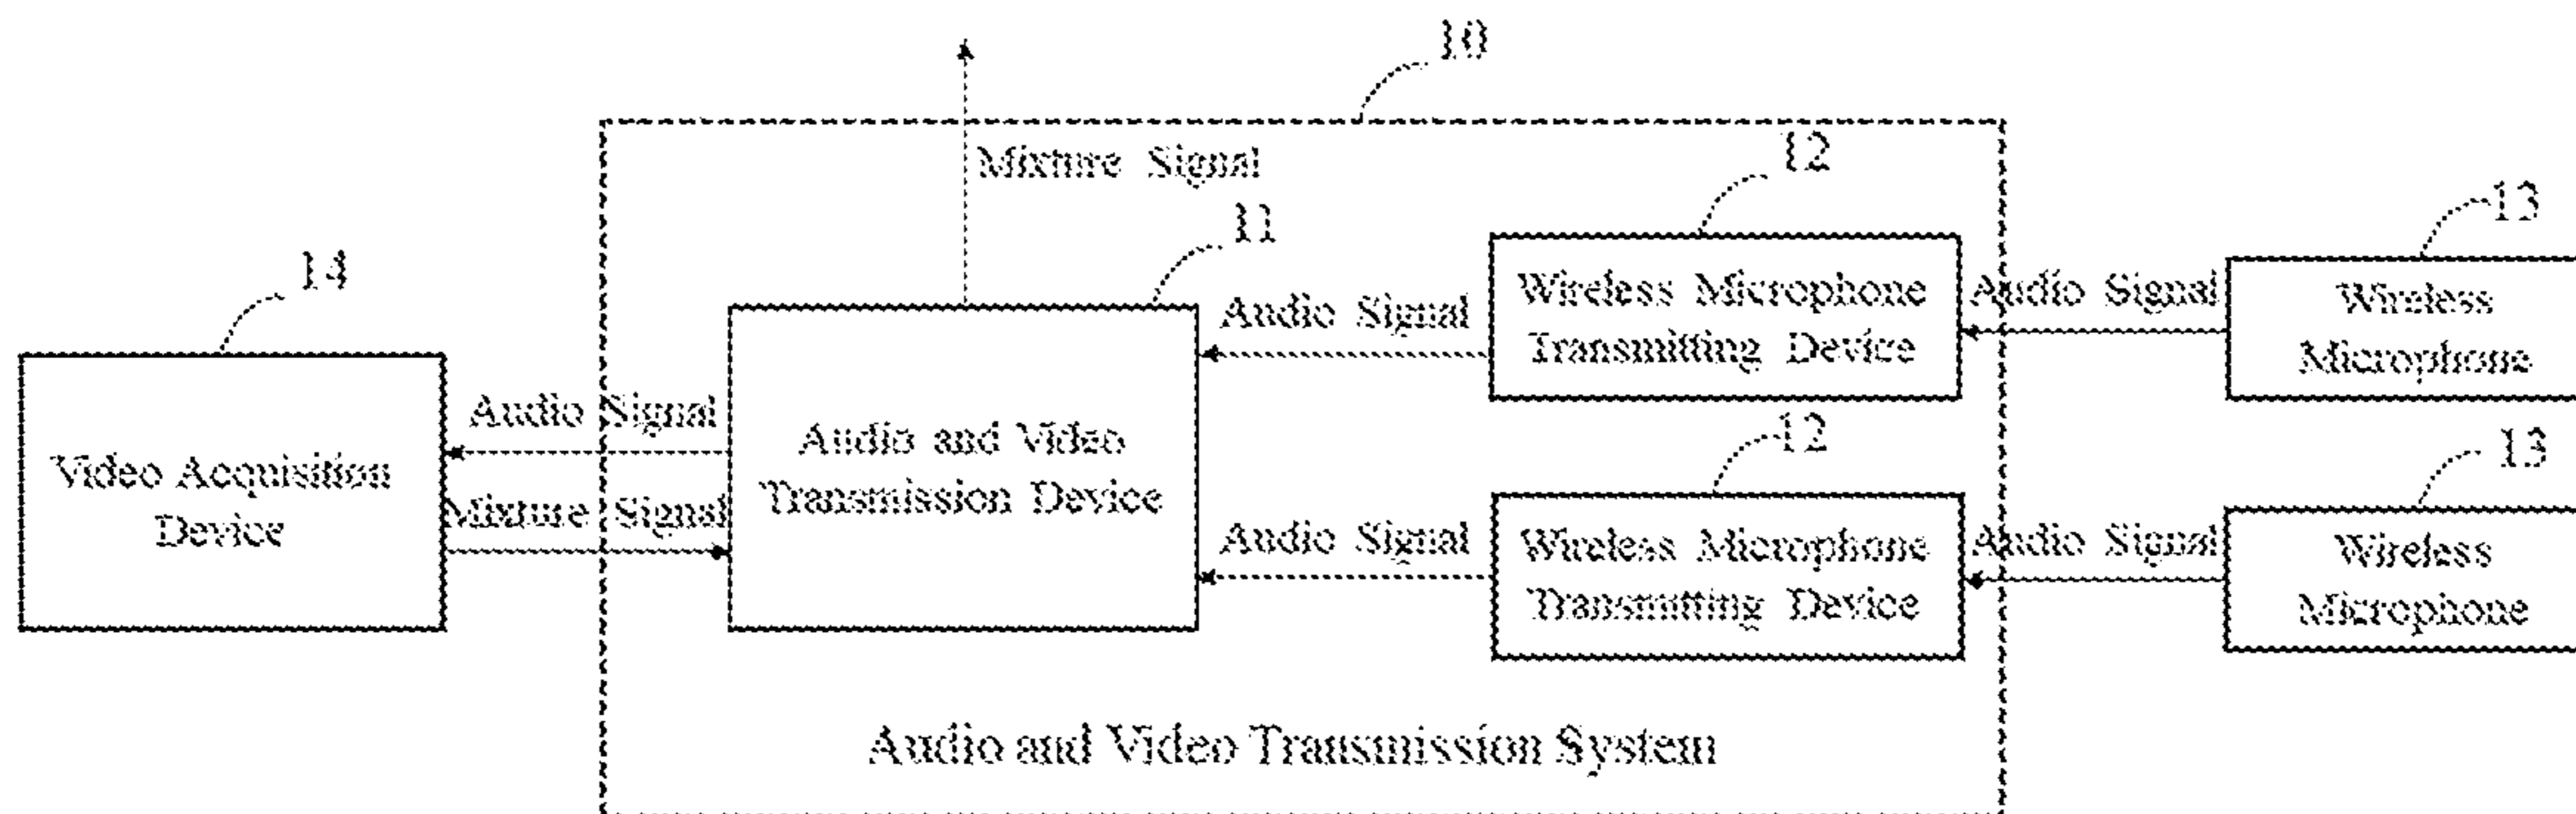 10
Mixture Signal
12
13
11
14
Wireless Microphone
Transmitting Device
Audio Signal
Wireless
Microphone
Audio Signal
Audio Signal
Audio and Video
Transmission Device
12
13
Video Acquisition
Device
Mixture Signal
Audio Signal
Wireless Microphone
Transmitting Device
Audio Signal
Wireless
Microphone
Audio and Video Transmission System